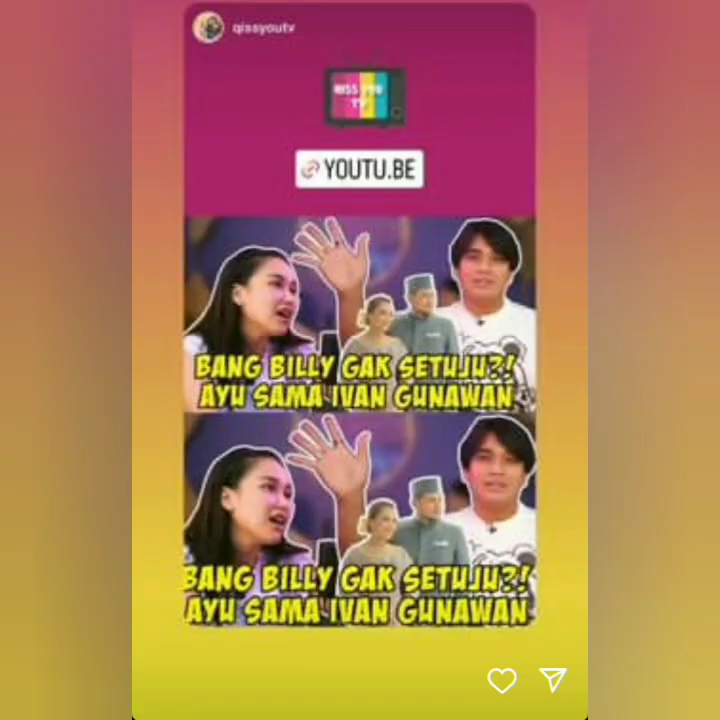 qissyoutv
YOUTU.BE
BANG BILLY GAK SETUJU?!
AYU SAMA IVAN GUNAWAN
BANG BILLY GAK SETUJU?!
AYU SAMA IVAN GUNAWAN